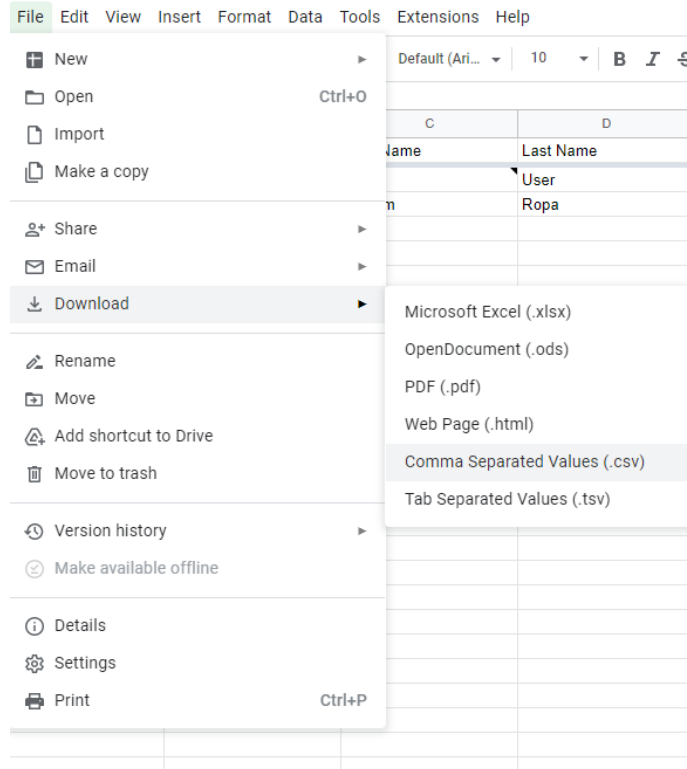 File Edit View Insert Format Data Tools Extensions Help
New
Open Ctrl+O
Import
Make a copy
Share
Email
Download
Rename
Move
Add shortcut to Drive
Move to trash
Version history
Make available offline
Details
Settings
Print Ctrl+P
Default (Ari... 10 B I S
C D
Name Last Name
User
m Ropa
Microsoft Excel (.xlsx)
OpenDocument (.ods)
PDF (.pdf)
Web Page (.html)
Comma Separated Values (.csv)
Tab Separated Values (.tsv)